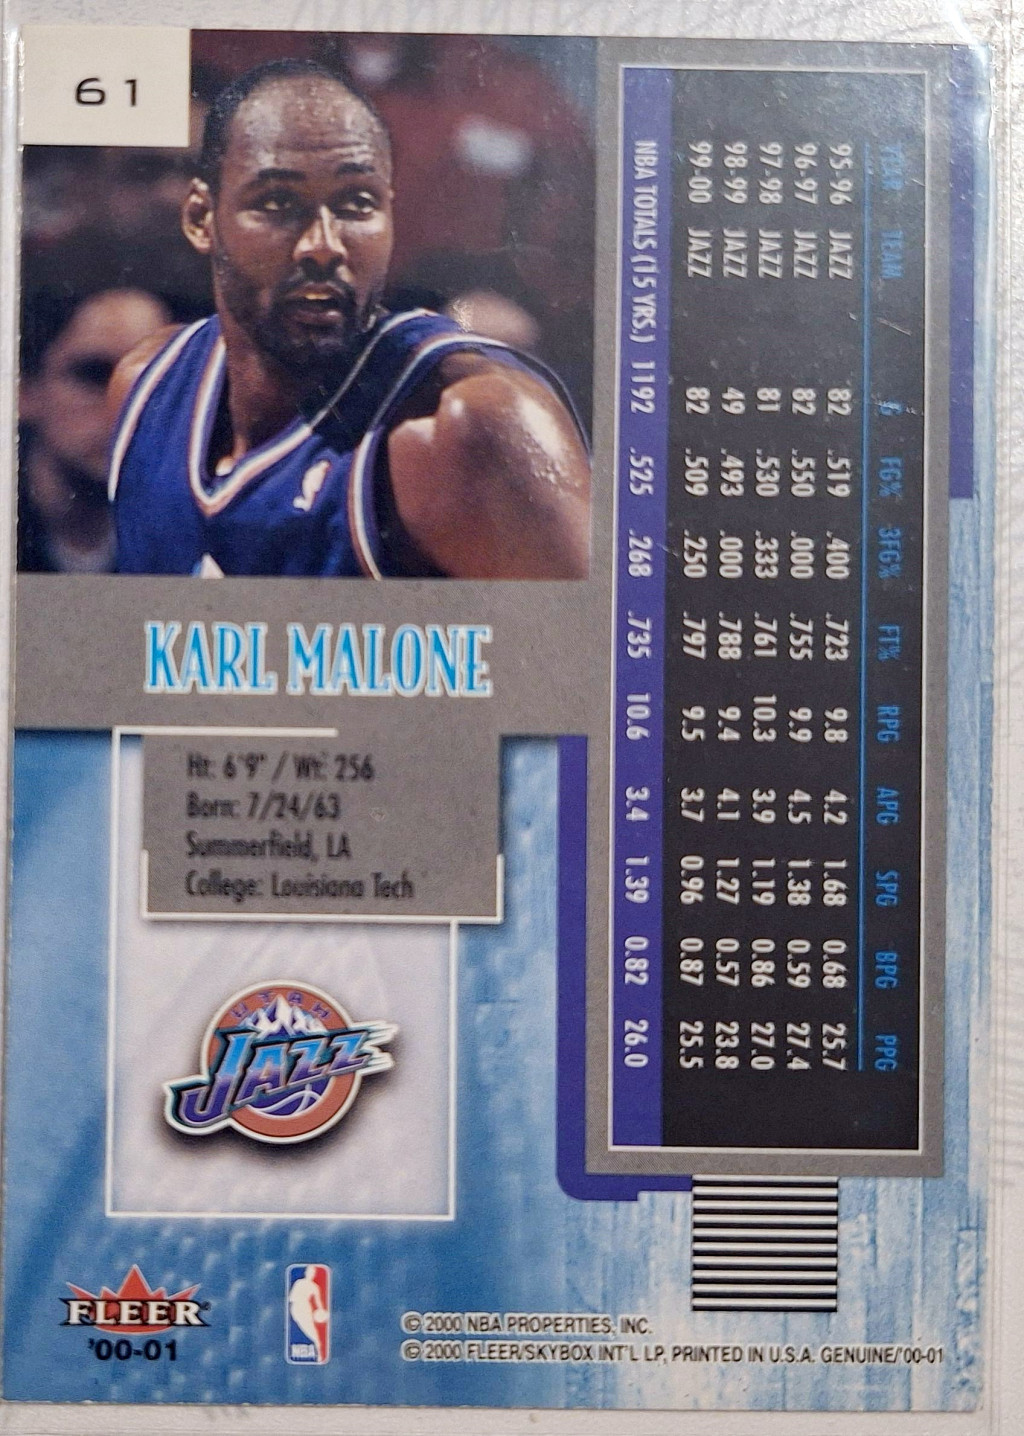 61
KARL MALONE
Ht: 6'9" / Wt: 256
Born: 7/24/63
Summerfield, LA
College: Louisiana Tech
UTAH
JAZZ
YEAR TEAM G FG% 3FG% FT% RPG APG SPG BPG PPG
95-96 JAZZ 82 .519 .400 .723 9.8 4.2 1.68 0.68 25.7
96-97 JAZZ 82 .550 .000 .755 9.9 4.5 1.38 0.59 27.4
97-98 JAZZ 81 .530 .333 .761 10.3 3.9 1.19 0.86 27.0
98-99 JAZZ 49 .493 .000 .788 9.4 4.1 1.27 0.57 23.8
99-00 JAZZ 82 .509 .250 .797 9.5 3.7 0.96 0.87 25.5
NBA TOTALS (15 YRS.) 1192 .525 .268 .735 10.6 3.4 1.39 0.82 26.0
FLEER
'00-01
NBA
© 2000 NBA PROPERTIES, INC.
© 2000 FLEER/SKYBOX INT'L LP, PRINTED IN U.S.A. GENUINE/'00-01